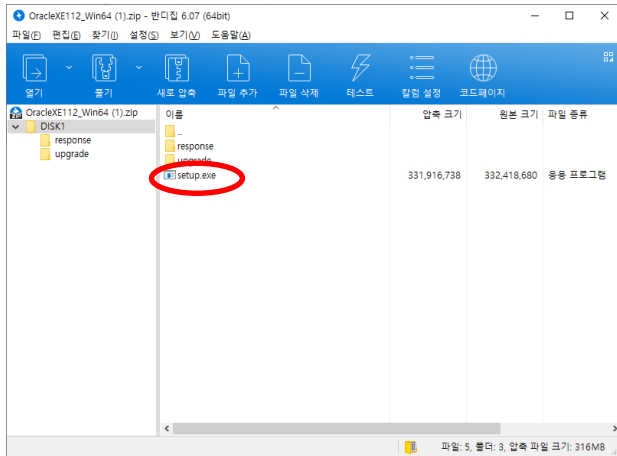 OracleXE112_Win64 (1).zip - 반디집 6.07 (64bit)
파일(F) 편집(E) 찾기(I) 설정(S) 보기(V) 도움말(A)
열기 풀기 새로 압축 파일 추가 파일 삭제 테스트 칼럼 설정 코드페이지
OracleXE112_Win64 (1).zip
DISK1
response
upgrade
이름 압축 크기 원본 크기 파일 종류
..
response
upgrade
setup.exe 331,916,738 332,418,680 응용 프로그램
파일: 5, 폴더: 3, 압축 파일 크기: 316MB